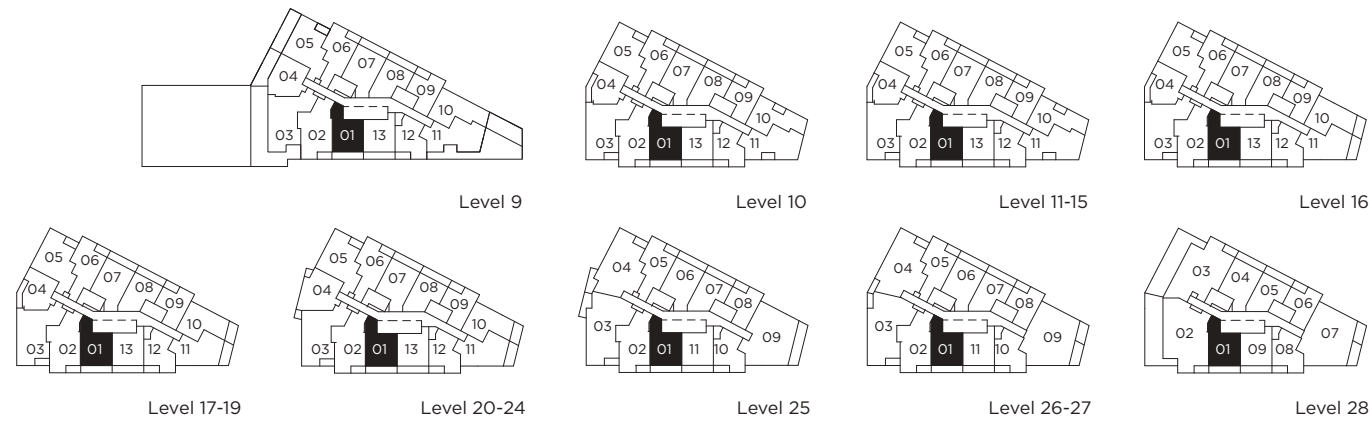 05 06 07 08 09 10 04 03 02 01 13 12 11
Level 9
05 06 07 08 09 10 04 03 02 01 13 12 11
Level 10
05 06 07 08 09 10 04 03 02 01 13 12 11
Level 11-15
05 06 07 08 09 10 04 03 02 01 13 12 11
Level 16
05 06 07 08 09 10 04 03 02 01 13 12 11
Level 17-19
05 06 07 08 09 10 04 03 02 01 13 12 11
Level 20-24
04 05 06 07 08 09 03 02 01 11 10
Level 25
04 05 06 07 08 09 03 02 01 11 10
Level 26-27
03 04 05 06 07 02 01 09 08
Level 28